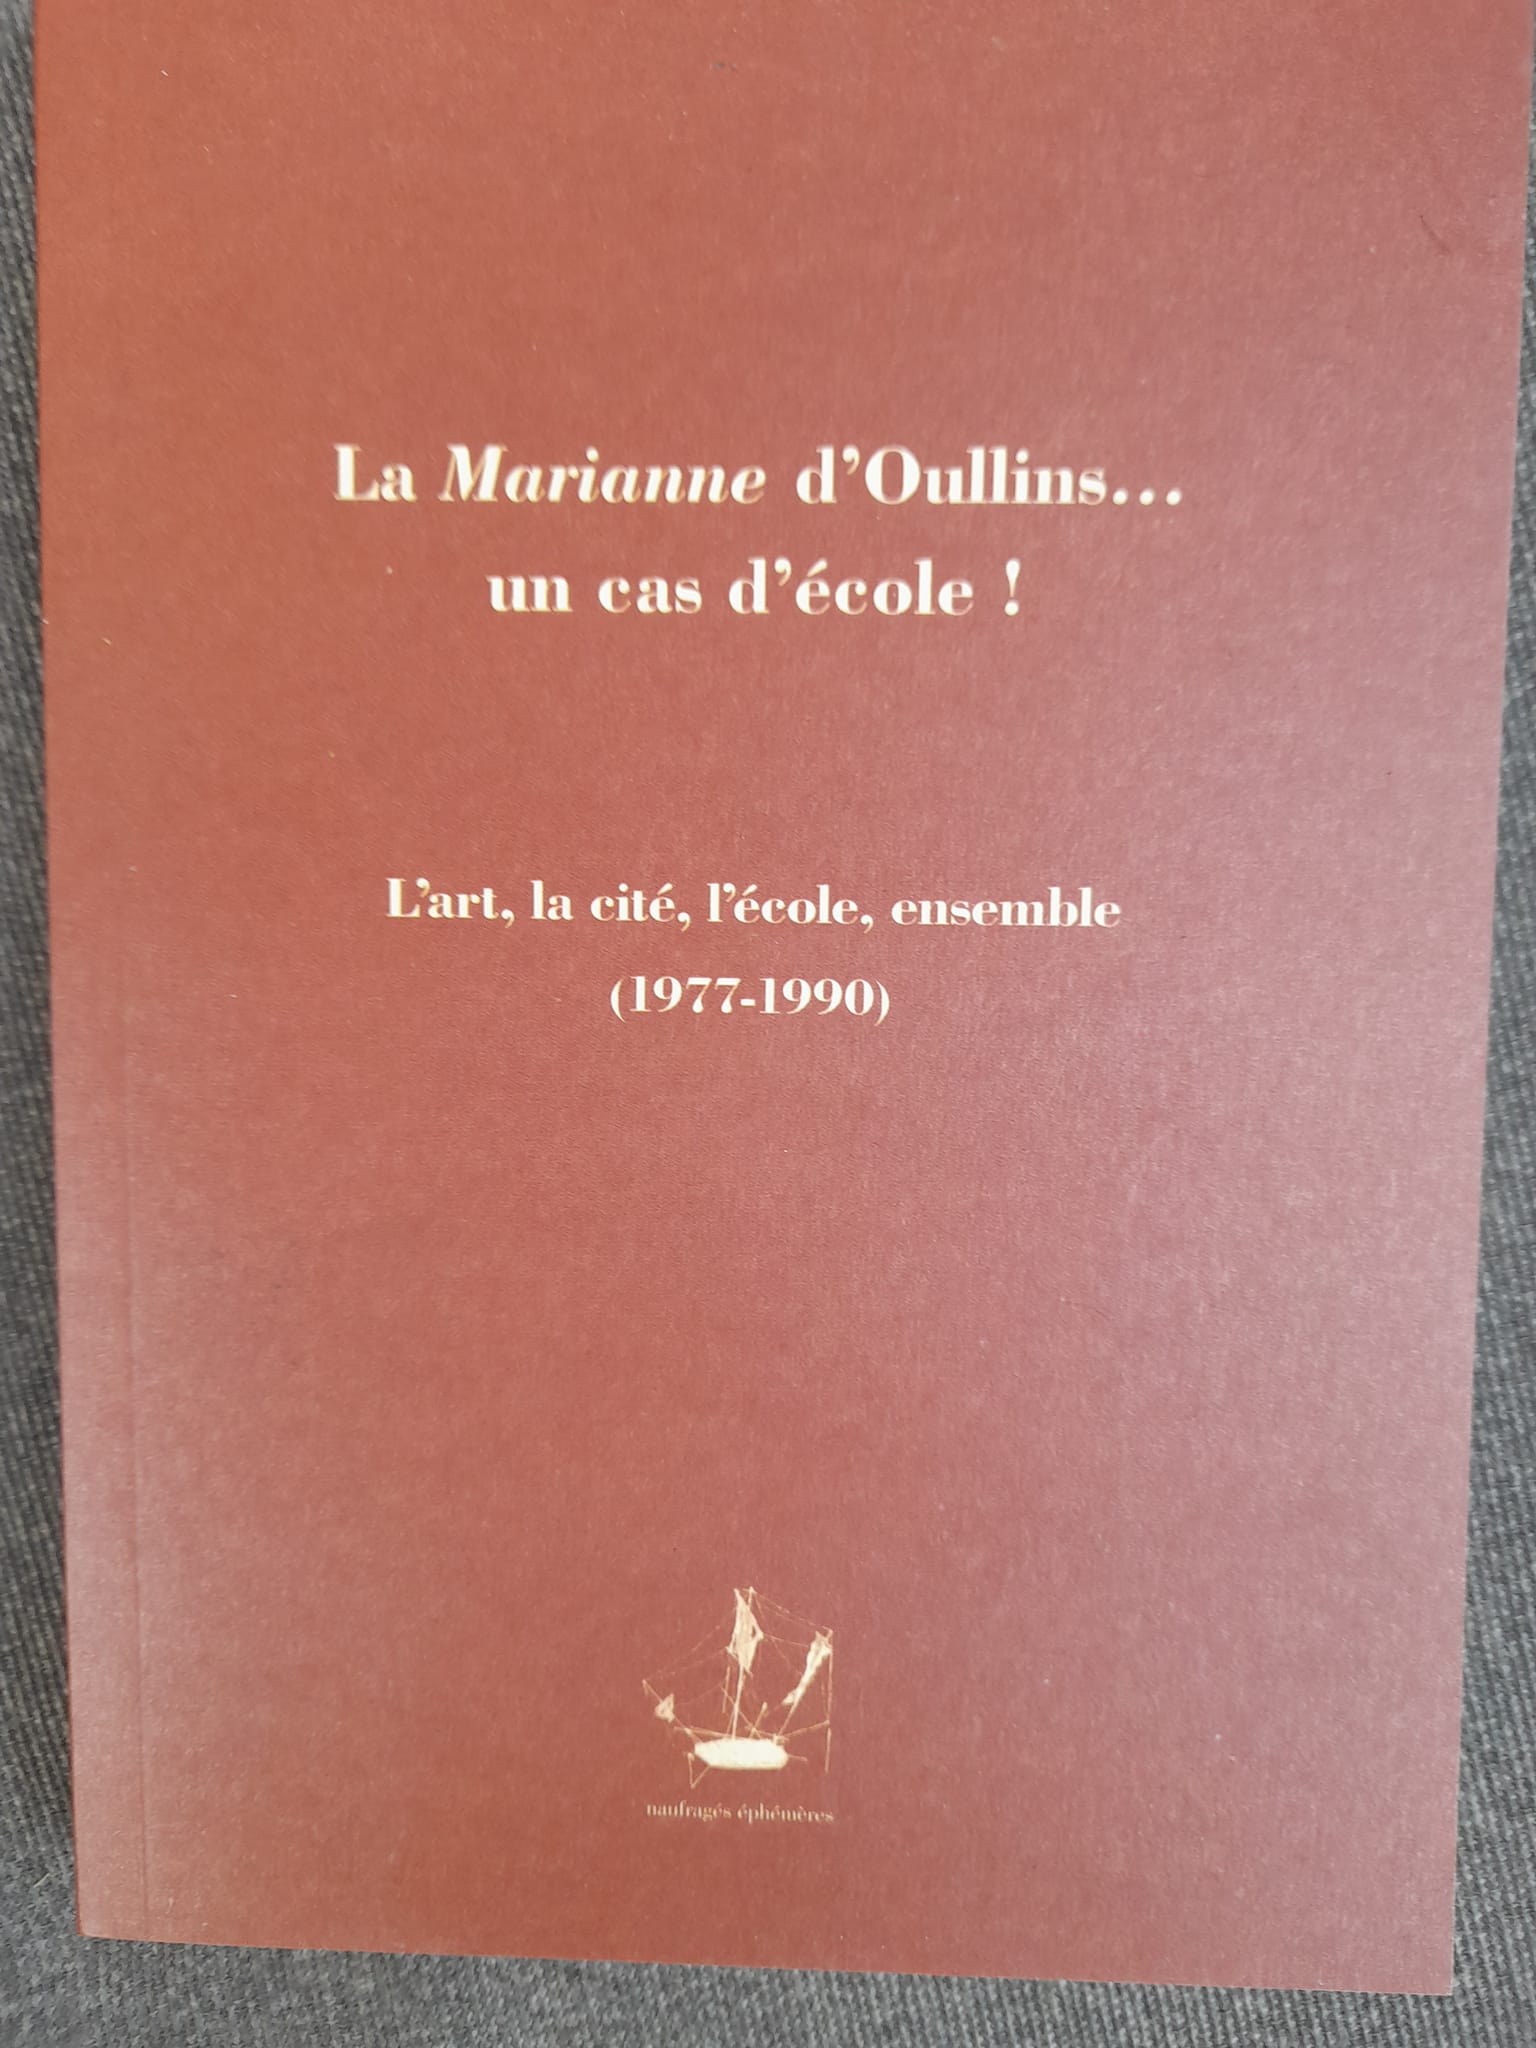 La Marianne d’Oullins...
un cas d’école !
L’art, la cité, l’école, ensemble
(1977-1990)
naufragés éphémères